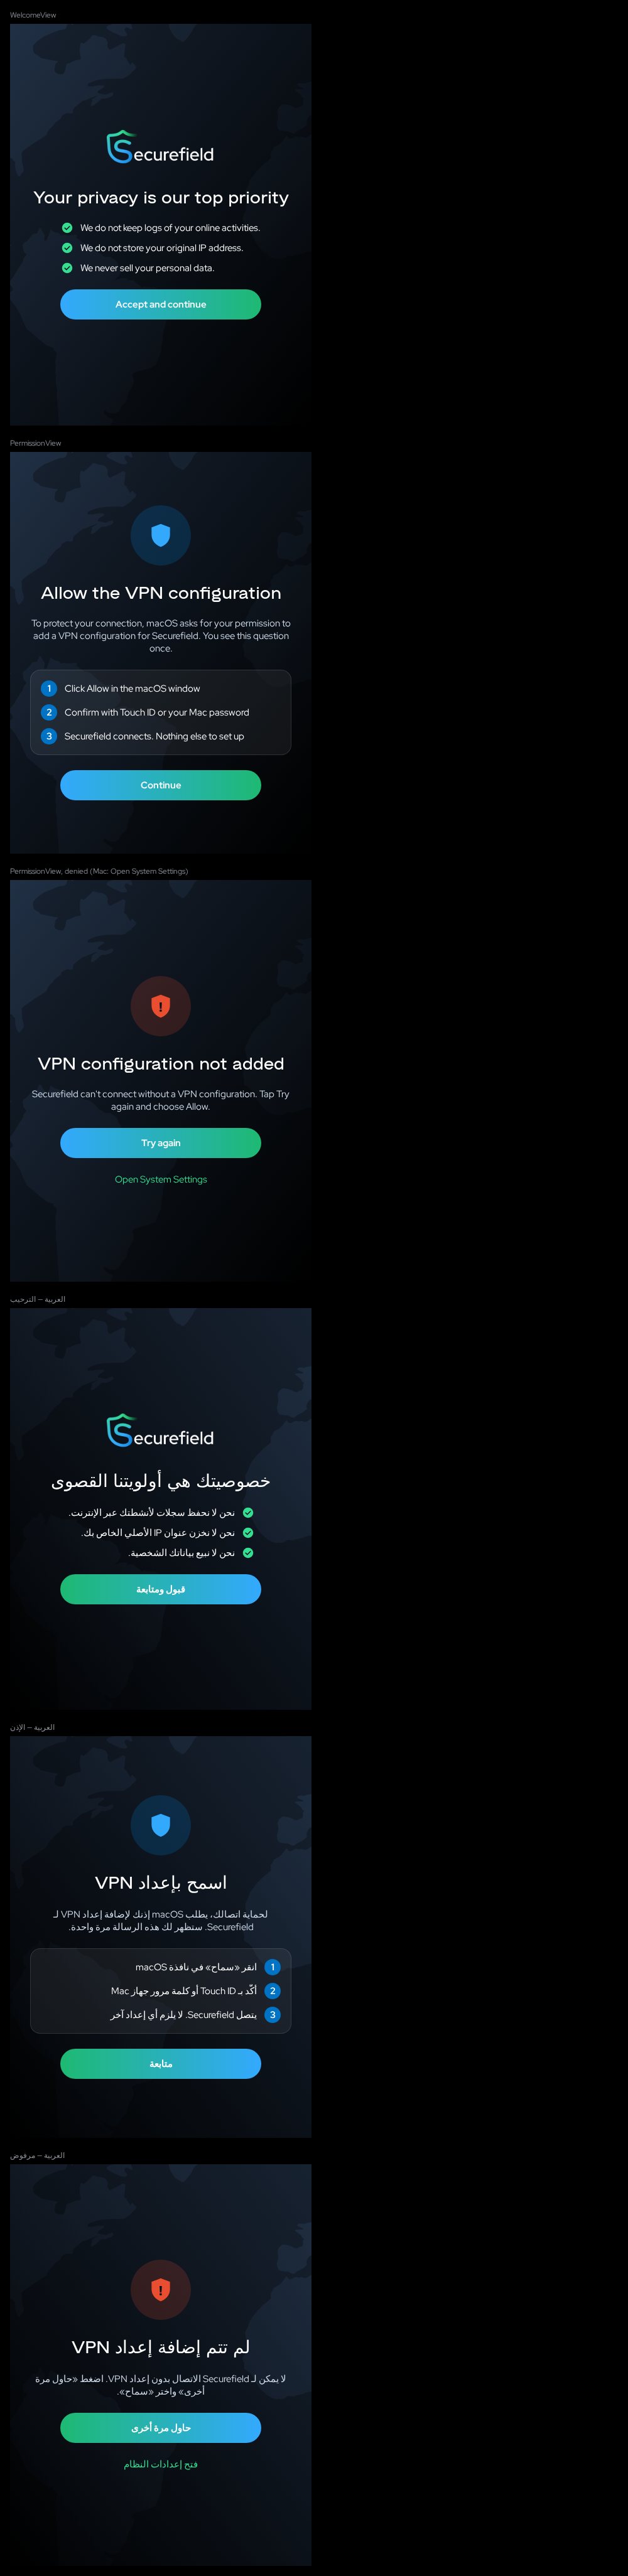 WelcomeView
Securefield
Your privacy is our top priority
We do not keep logs of your online activities.
We do not store your original IP address.
We never sell your personal data.
Accept and continue
PermissionView
Allow the VPN configuration
To protect your connection, macOS asks for your permission to
add a VPN configuration for Securefield. You see this question
once.
1 Click Allow in the macOS window
2 Confirm with Touch ID or your Mac password
3 Securefield connects. Nothing else to set up
Continue
PermissionView, denied (Mac: Open System Settings)
VPN configuration not added
Securefield can't connect without a VPN configuration. Tap Try
again and choose Allow.
Try again
Open System Settings
العربية — الترحيب
Securefield
خصوصيتك هي أولويتنا القصوى
نحن لا نحفظ سجلات لأنشطتك عبر الإنترنت.
نحن لا نخزن عنوان IP الأصلي الخاص بك.
نحن لا نبيع بياناتك الشخصية.
قبول ومتابعة
العربية — الإذن
اسمح بإعداد VPN
لحماية اتصالك، يطلب macOS إذنك لإضافة إعداد VPN لـ
Securefield. ستظهر لك هذه الرسالة مرة واحدة.
1 انقر «سماح» في نافذة macOS
2 أكّد بـ Touch ID أو كلمة مرور جهاز Mac
3 يتصل Securefield. لا يلزم أي إعداد آخر
متابعة
العربية — مرفوض
لم تتم إضافة إعداد VPN
لا يمكن لـ Securefield الاتصال بدون إعداد VPN. اضغط «حاول مرة
أخرى» واختر «سماح».
حاول مرة أخرى
فتح إعدادات النظام